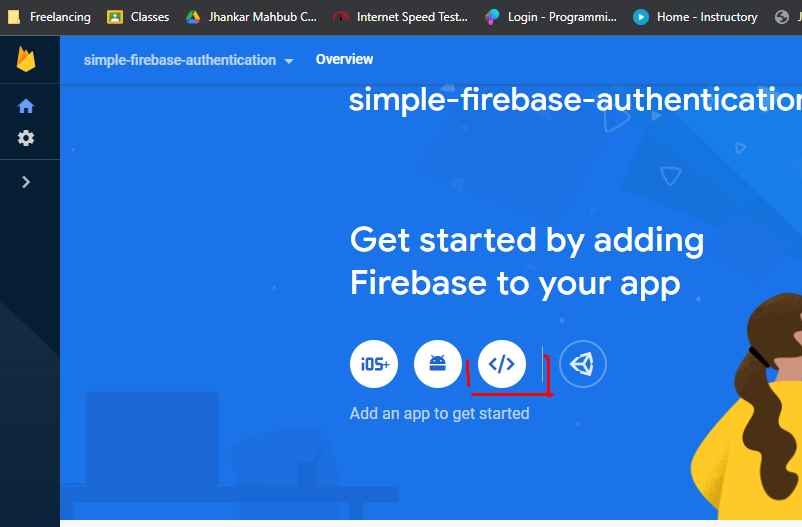 Freelancing Classes Jhankar Mahbub C... Internet Speed Test... Login - Programmi... Home - Instructory
simple-firebase-authentication Overview
simple-firebase-authentication
Get started by adding
Firebase to your app
iOS+ </>
Add an app to get started